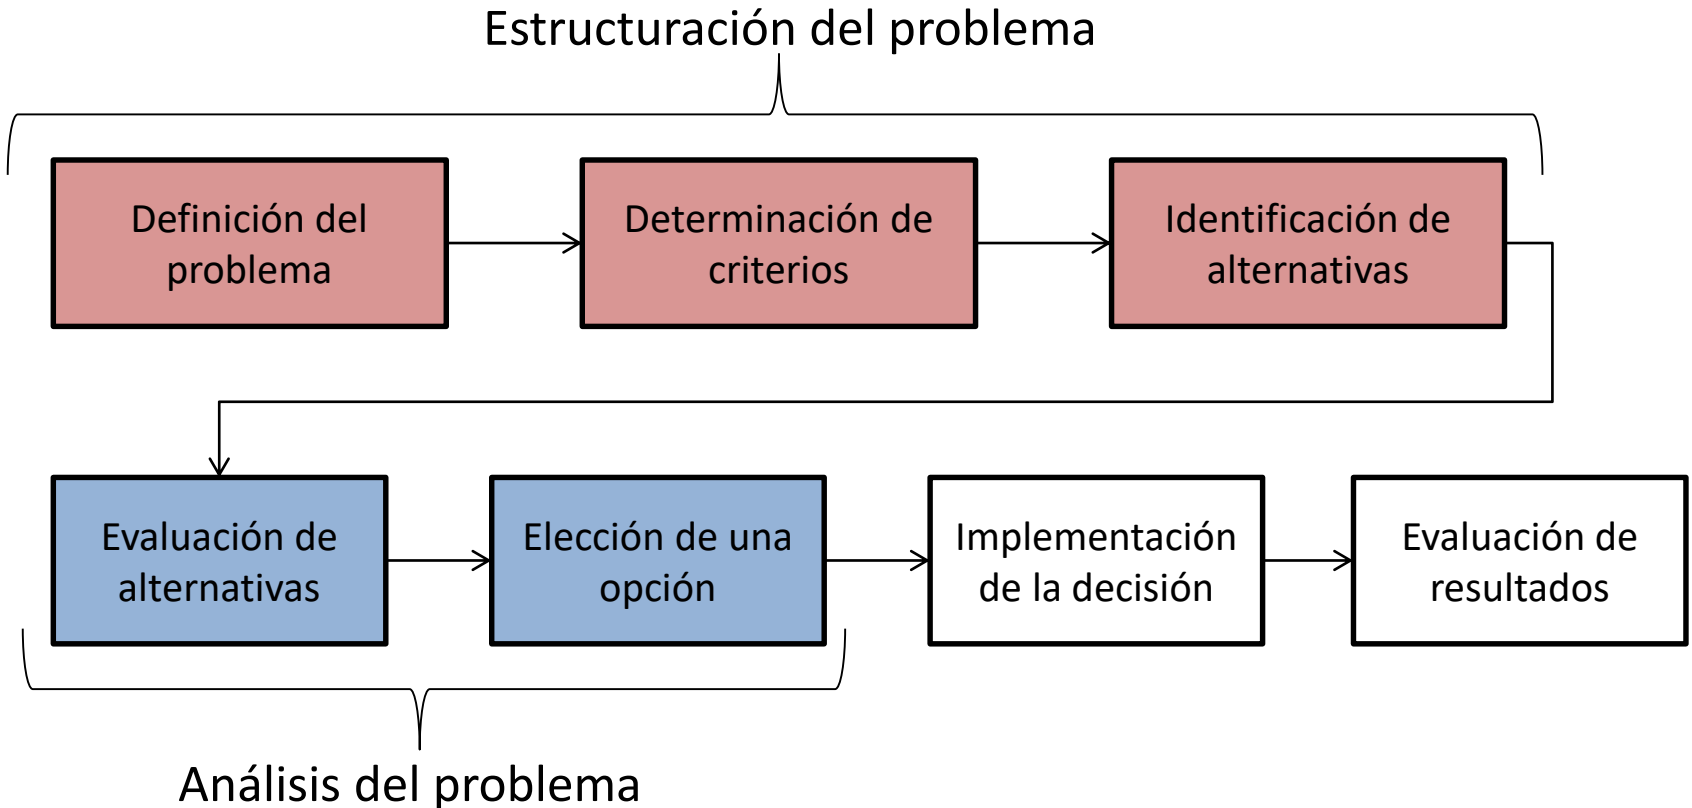 Estructuración del problema
Definición del
problema
Determinación de
criterios
Identificación de
alternativas
Evaluación de
alternativas
Elección de una
opción
Implementación
de la decisión
Evaluación de
resultados
Análisis del problema